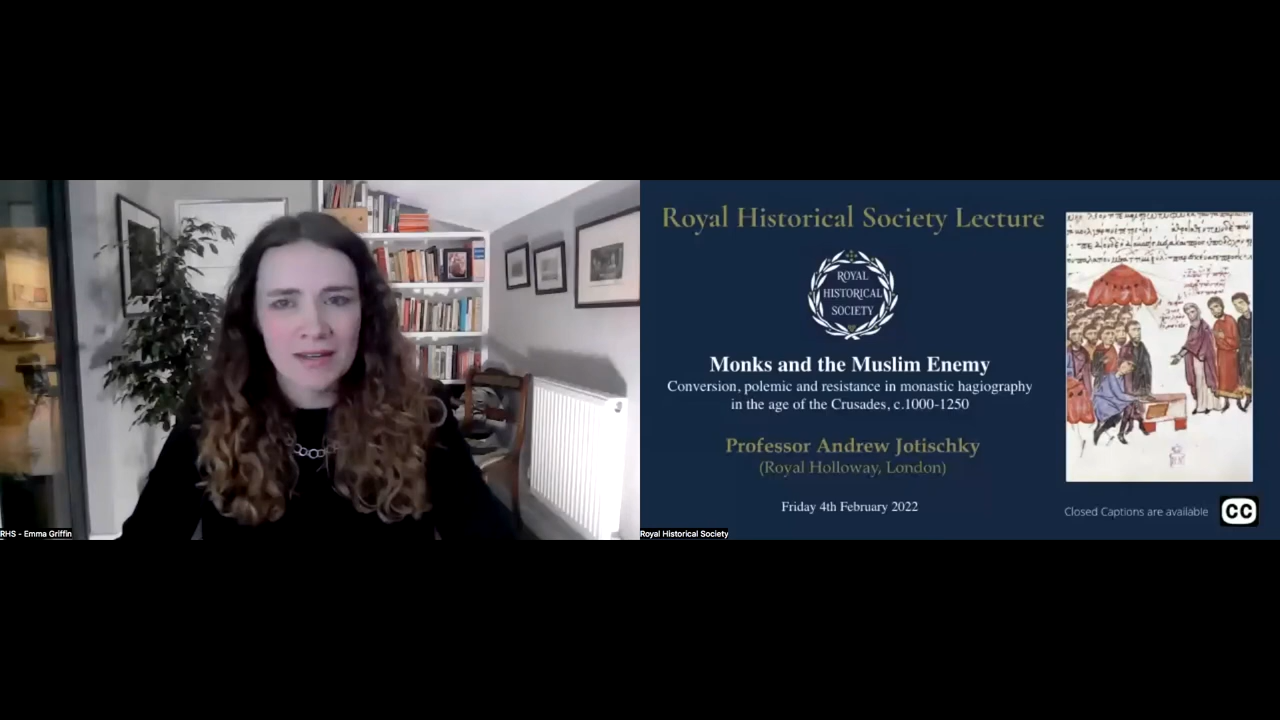 RHS - Emma Griffin
Royal Historical Society Lecture
ROYAL
HISTORICAL
SOCIETY
Monks and the Muslim Enemy
Conversion, polemic and resistance in monastic hagiography
in the age of the Crusades, c.1000-1250
Professor Andrew Jotischky
(Royal Holloway, London)
Friday 4th February 2022
Closed Captions are available
CC
Royal Historical Society